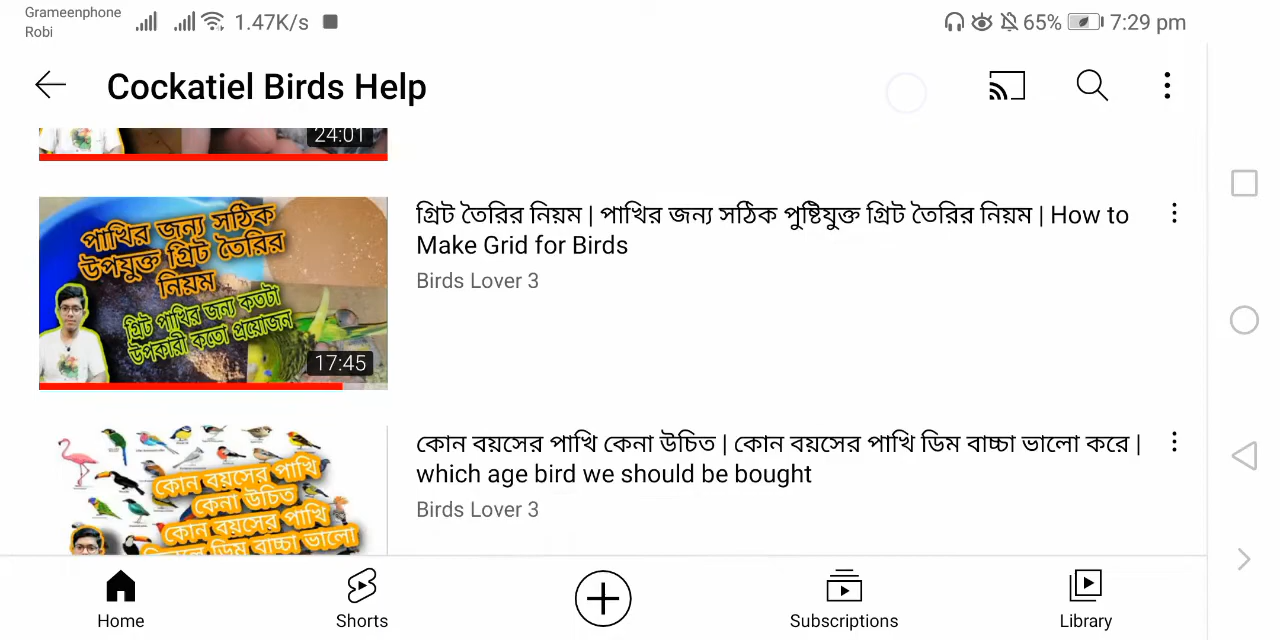 Grameenphone
Robi
1.47K/s
65%
7:29 pm
Cockatiel Birds Help
24:01
পাখির জন্য সঠিক
উপযুক্ত গ্রিট তৈরির
নিয়ম
গ্রিট পাখির জন্য কতটা
উপকারী কতো প্রয়োজন
17:45
গ্রিট তৈরির নিয়ম | পাখির জন্য সঠিক পুষ্টিযুক্ত গ্রিট তৈরির নিয়ম | How to
Make Grid for Birds
Birds Lover 3
কোন বয়সের পাখি
কেনা উচিত
কোন বয়সের পাখি
ডিম বাচ্চা ভালো
কোন বয়সের পাখি কেনা উচিত | কোন বয়সের পাখি ডিম বাচ্চা ভালো করে |
which age bird we should be bought
Birds Lover 3
Home
Shorts
Subscriptions
Library